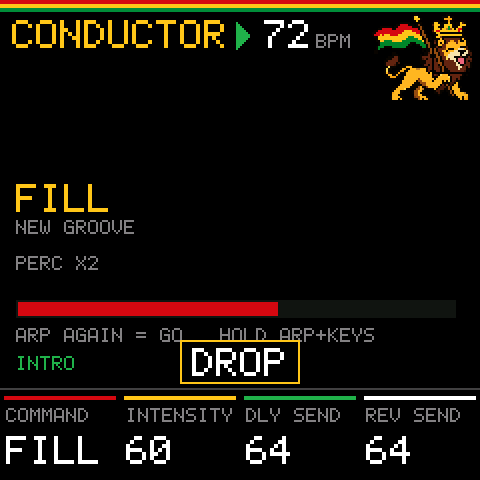 CONDUCTOR 72 BPM
FILL
NEW GROOVE
PERC X2
ARP AGAIN = GO HOLD ARP+KEYS
INTRO
DROP
COMMAND INTENSITY DLY SEND REV SEND
FILL 60 64 64